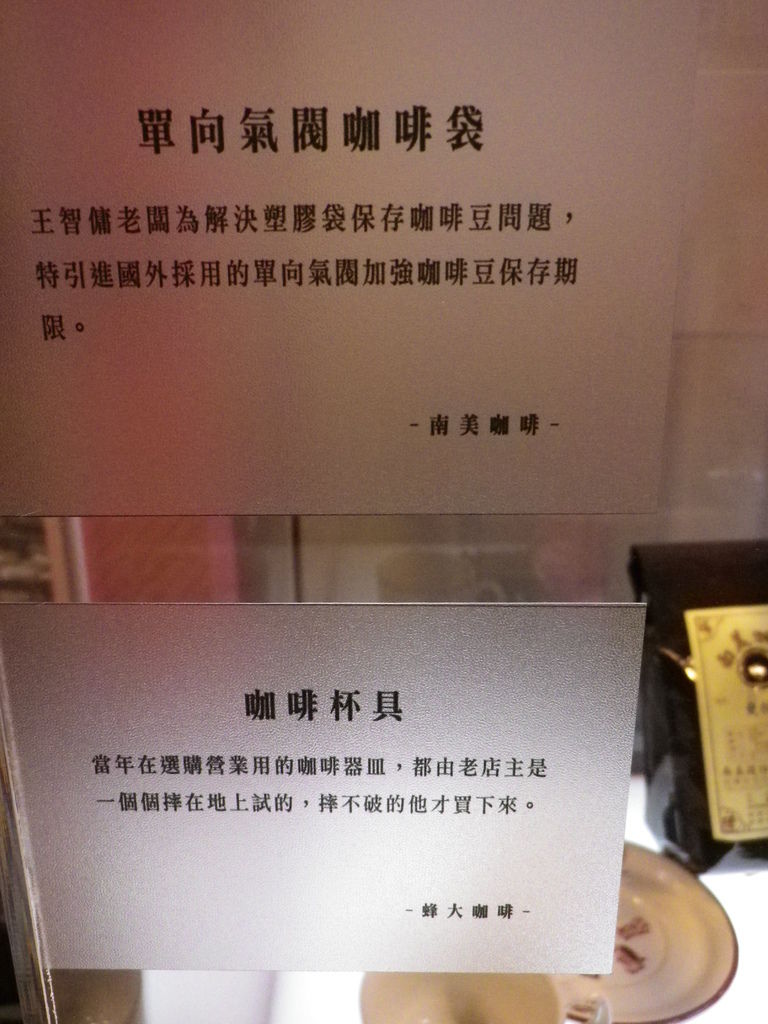 單向氣閥咖啡袋
王智傭老闆為解決塑膠袋保存咖啡豆問題，
特引進國外採用的單向氣閥加強咖啡豆保存期
限。
-南美咖啡-
咖啡杯具
當年在選購營業用的咖啡器皿，都由老店主是
一個個摔在地上試的，摔不破的他才買下來。
-蜂大咖啡-